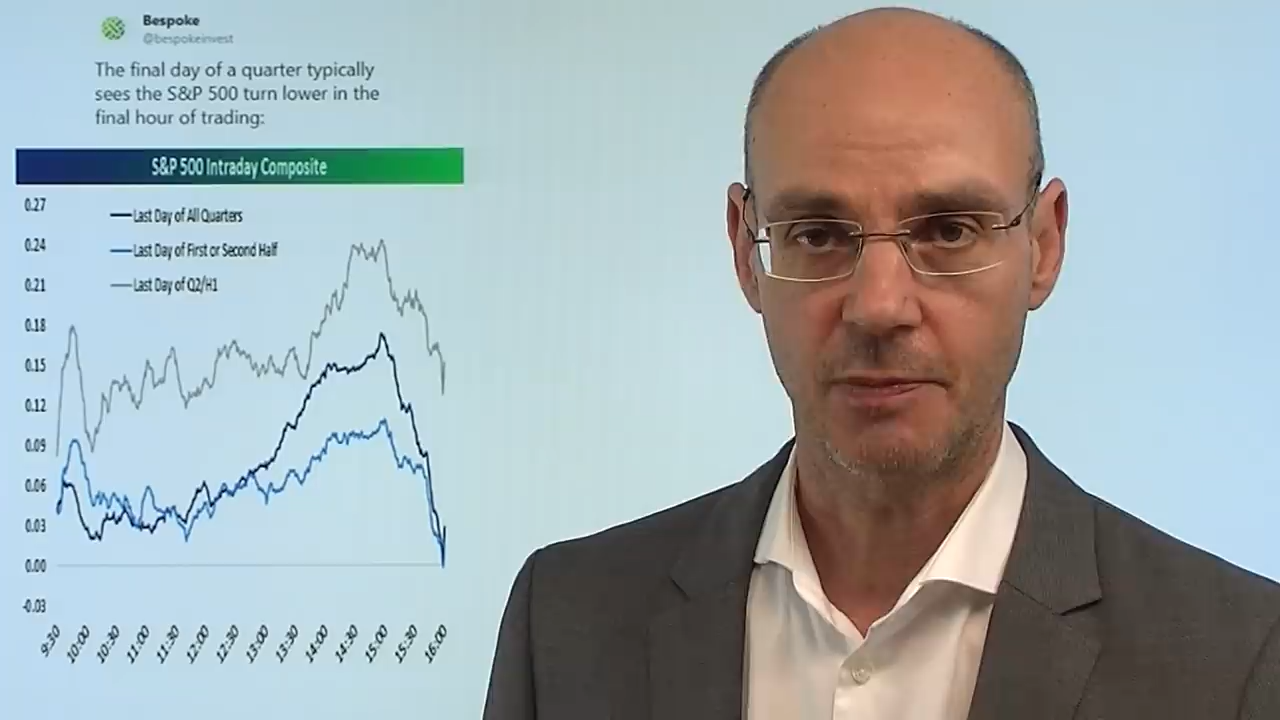 Bespoke
@bespokeinvest
The final day of a quarter typically
sees the S&P 500 turn lower in the
final hour of trading:
S&P 500 Intraday Composite
0.27
0.24
0.21
0.18
0.15
0.12
0.09
0.06
0.03
0.00
-0.03
Last Day of All Quarters
Last Day of First or Second Half
Last Day of Q2/H1
9:30
10:00
10:30
11:00
11:30
12:00
12:30
13:00
13:30
14:00
14:30
15:00
15:30
16:00